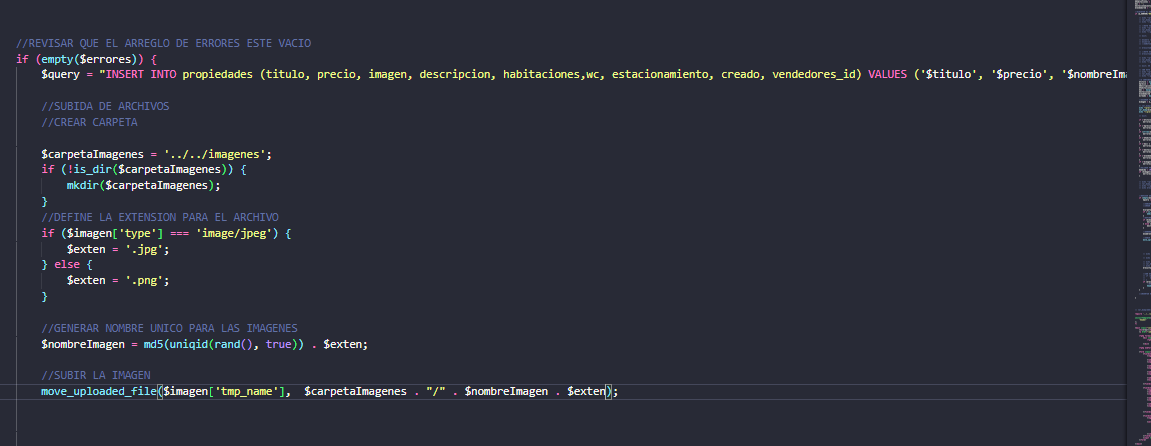 //REVISAR QUE EL ARREGLO DE ERRORES ESTE VACIO
if (empty($errores)) {
$query = "INSERT INTO propiedades (titulo, precio, imagen, descripcion, habitaciones,wc, estacionamiento, creado, vendedores_id) VALUES ('$titulo', '$precio', '$nombreIma
//SUBIDA DE ARCHIVOS
//CREAR CARPETA
$carpetaImagenes = '../../imagenes';
if (!is_dir($carpetaImagenes)) {
mkdir($carpetaImagenes);
}
//DEFINE LA EXTENSION PARA EL ARCHIVO
if ($imagen['type'] === 'image/jpeg') {
$exten = '.jpg';
} else {
$exten = '.png';
}
//GENERAR NOMBRE UNICO PARA LAS IMAGENES
$nombreImagen = md5(uniqid(rand(), true)) . $exten;
//SUBIR LA IMAGEN
move_uploaded_file($imagen['tmp_name'],  $carpetaImagenes . "/" . $nombreImagen . $exten);